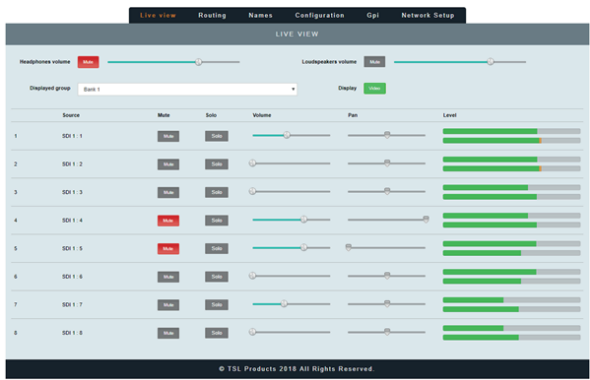 Live view Routing Names Configuration Gpi Network Setup
LIVE VIEW
Headphones volume Mute Loudspeakers volume Mute
Displayed group Bank 1 Display Video
Source Mute Solo Volume Pan Level
1 SDI 1 : 1 Mute Solo
2 SDI 1 : 2 Mute Solo
3 SDI 1 : 3 Mute Solo
4 SDI 1 : 4 Mute Solo
5 SDI 1 : 5 Mute Solo
6 SDI 1 : 6 Mute Solo
7 SDI 1 : 7 Mute Solo
8 SDI 1 : 8 Mute Solo
© TSL Products 2018 All Rights Reserved.